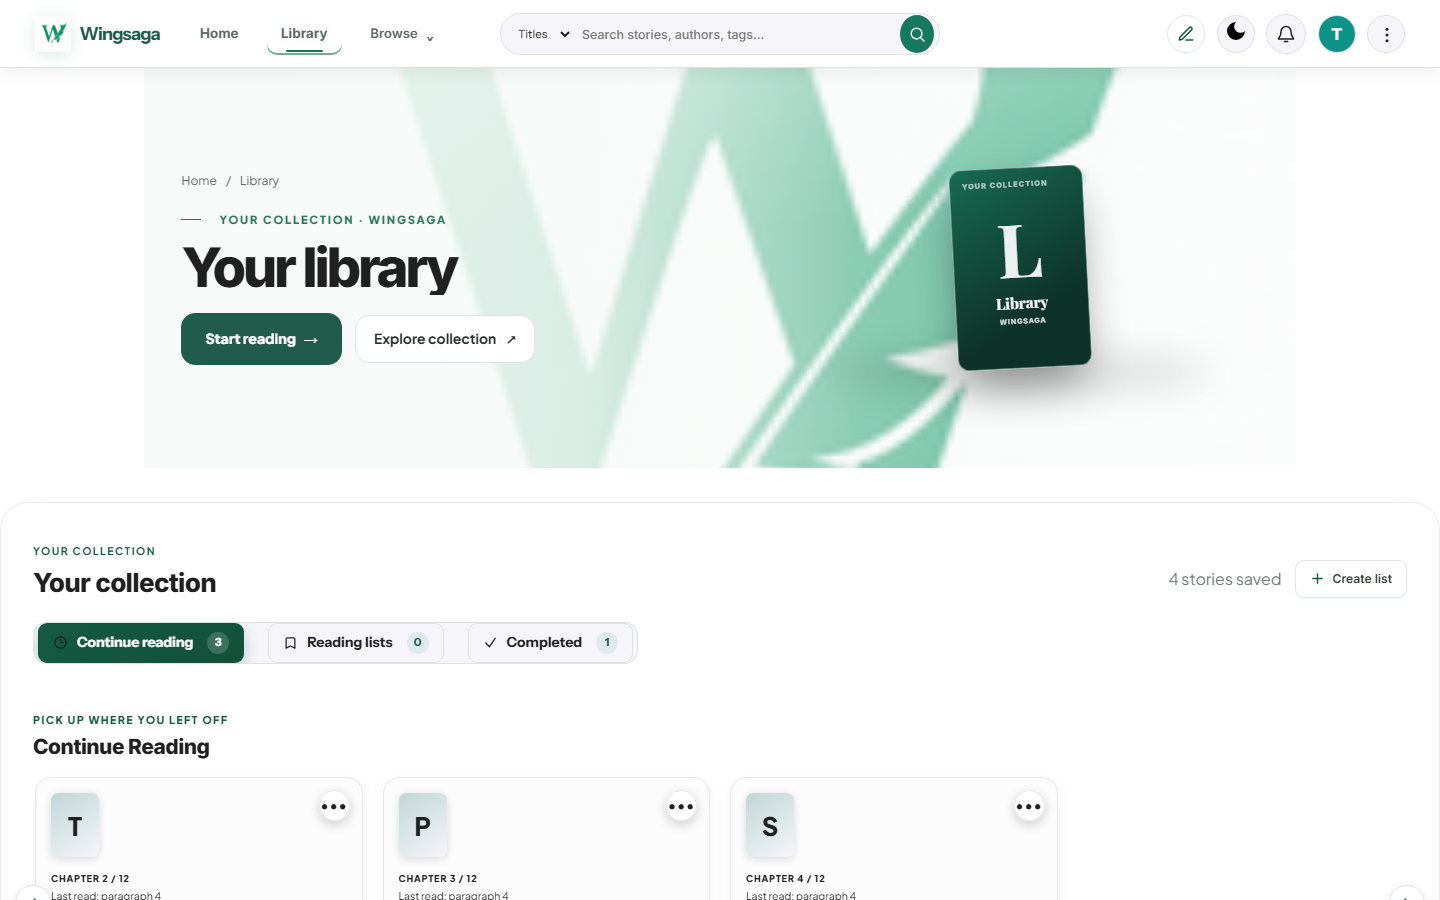 Wingsaga
Home
Library
Browse
Titles
Search stories, authors, tags...
T
Home / Library
YOUR COLLECTION · WINGSAGA
Your library
Start reading →
Explore collection ↗
YOUR COLLECTION
L
Library
WINGSAGA
YOUR COLLECTION
Your collection
4 stories saved
+ Create list
Continue reading 3
Reading lists 0
Completed 1
PICK UP WHERE YOU LEFT OFF
Continue Reading
T
CHAPTER 2 / 12
Last read: paragraph 4
P
CHAPTER 3 / 12
Last read: paragraph 4
S
CHAPTER 4 / 12
Last read: paragraph 4